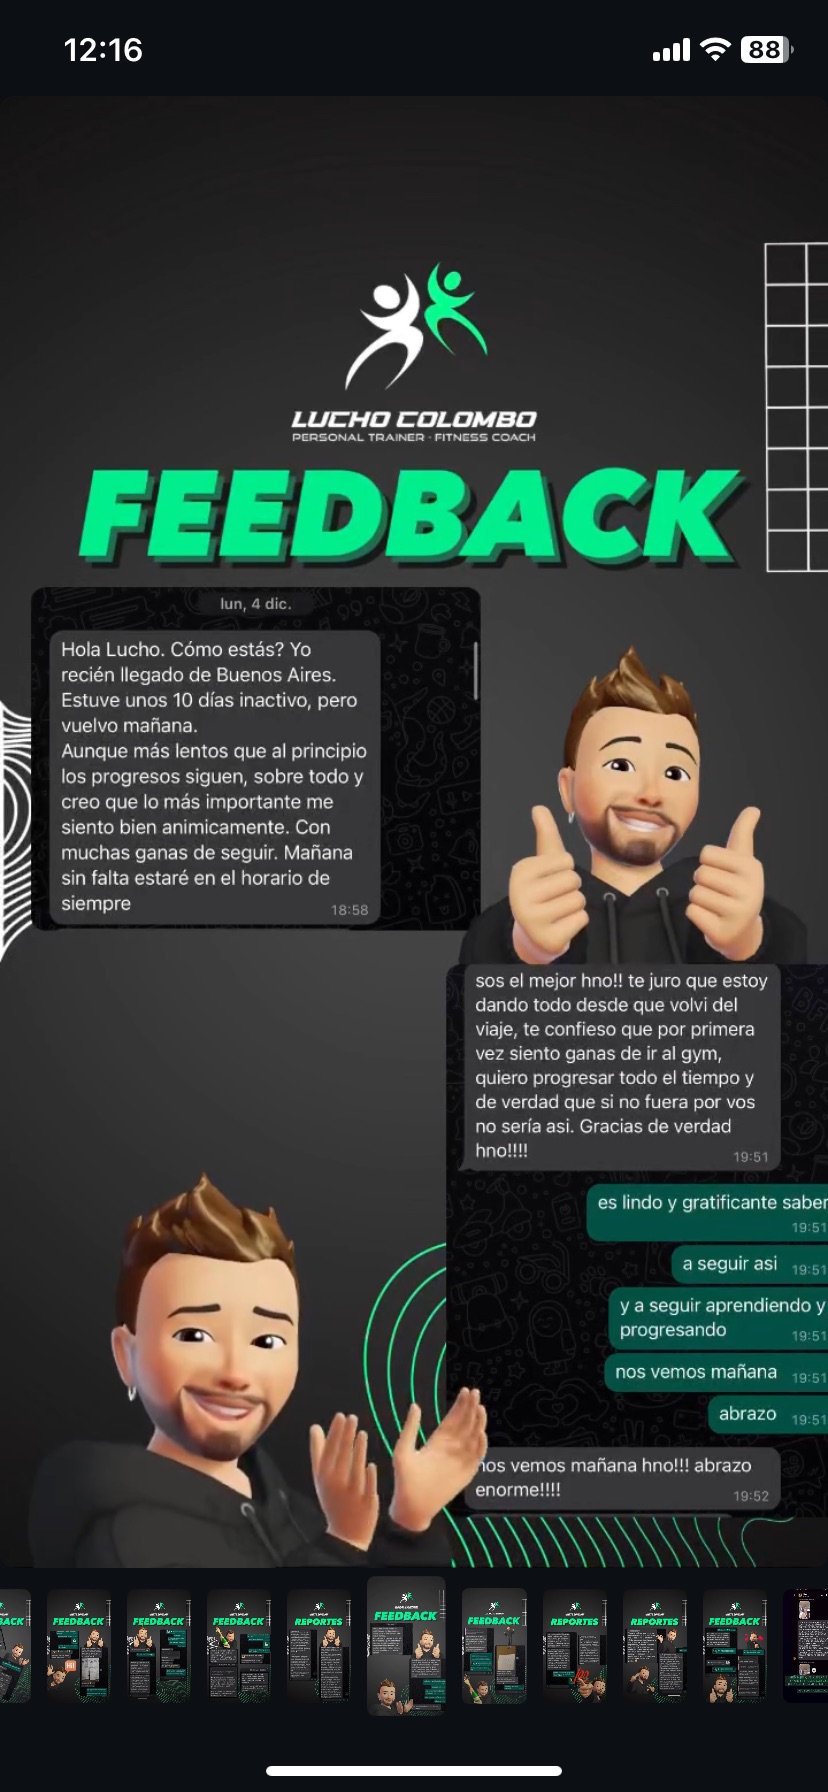 12:16
88
LUCHO COLOMBO
PERSONAL TRAINER · FITNESS COACH
FEEDBACK
lun, 4 dic.
Hola Lucho. Cómo estás? Yo
recién llegado de Buenos Aires.
Estuve unos 10 días inactivo, pero
vuelvo mañana.
Aunque más lentos que al principio
los progresos siguen, sobre todo y
creo que lo más importante me
siento bien animicamente. Con
muchas ganas de seguir. Mañana
sin falta estaré en el horario de
siempre
18:58
sos el mejor hno!! te juro que estoy
dando todo desde que volvi del
viaje, te confieso que por primera
vez siento ganas de ir al gym,
quiero progresar todo el tiempo y
de verdad que si no fuera por vos
no sería asi. Gracias de verdad
hno!!!!
19:51
es lindo y gratificante saber
19:51
a seguir asi
19:51
y a seguir aprendiendo y
progresando
19:51
nos vemos mañana
19:51
abrazo
19:51
nos vemos mañana hno!!! abrazo
enorme!!!!
19:52
FEEDBACK
FEEDBACK
FEEDBACK
REPORTES
FEEDBACK
FEEDBACK
REPORTES
REPORTES
FEEDBACK